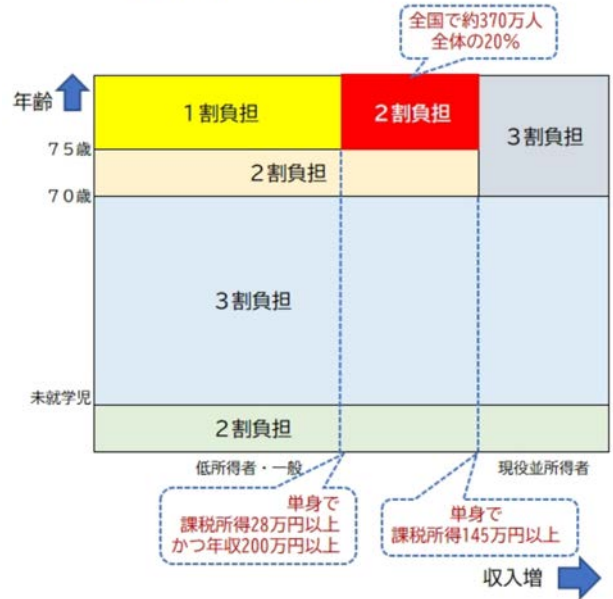 全国で約370万人
全体の20%
年齢
1割負担
2割負担
3割負担
75歳
2割負担
70歳
3割負担
未就学児
2割負担
低所得者・一般
現役並所得者
単身で
課税所得28万円以上
かつ年収200万円以上
単身で
課税所得145万円以上
収入増